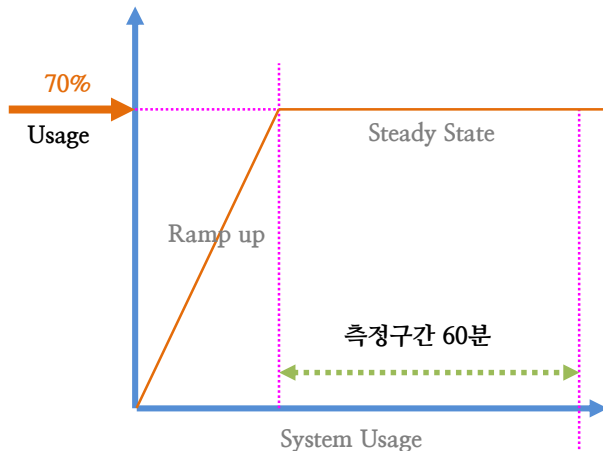 70%
Usage
Steady State
Ramp up
측정구간 60분
System Usage